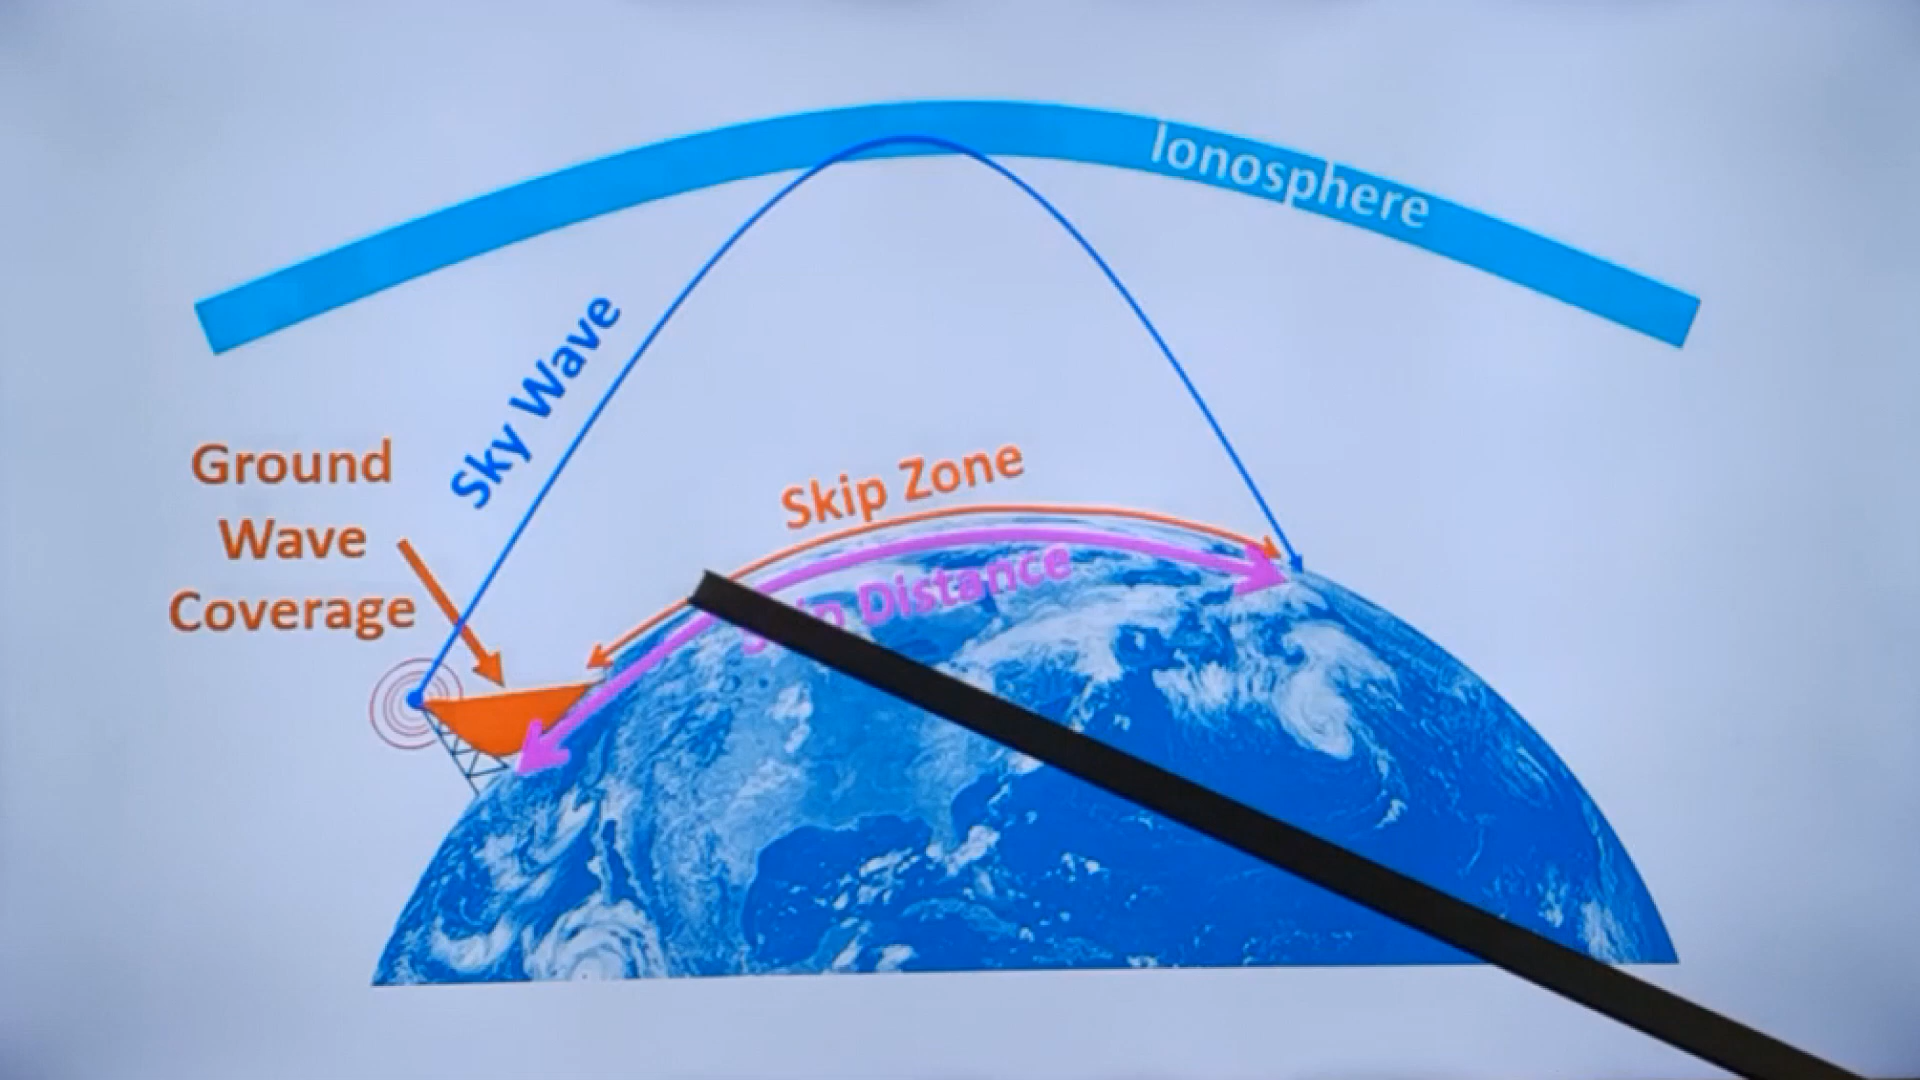 Ionosphere
Sky Wave
Ground
Wave
Coverage
Skip Zone
Distance